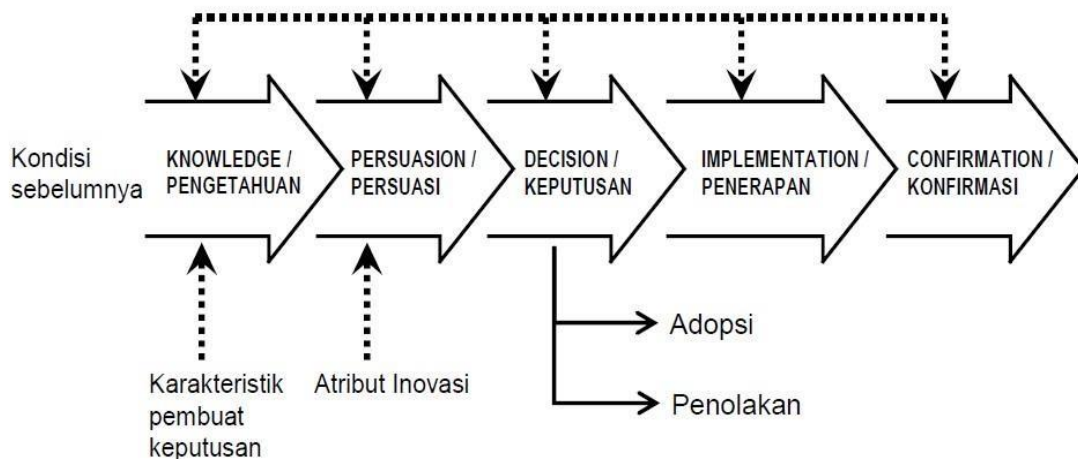 Kondisi
sebelumnya
KNOWLEDGE /
PENGETAHUAN
PERSUASION /
PERSUASI
DECISION /
KEPUTUSAN
IMPLEMENTATION /
PENERAPAN
CONFIRMATION /
KONFIRMASI
Karakteristik
pembuat
keputusan
Atribut Inovasi
Adopsi
Penolakan